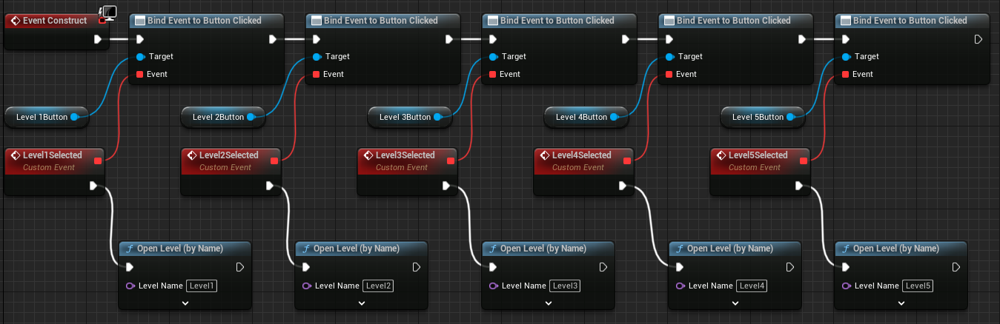 Event Construct
Bind Event to Button Clicked
Bind Event to Button Clicked
Bind Event to Button Clicked
Bind Event to Button Clicked
Bind Event to Button Clicked
Target
Target
Target
Target
Target
Event
Event
Event
Event
Event
Level 1Button
Level 2Button
Level 3Button
Level 4Button
Level 5Button
Level1Selected
Custom Event
Level2Selected
Custom Event
Level3Selected
Custom Event
Level4Selected
Custom Event
Level5Selected
Custom Event
Open Level (by Name)
Level Name Level1
Open Level (by Name)
Level Name Level2
Open Level (by Name)
Level Name Level3
Open Level (by Name)
Level Name Level4
Open Level (by Name)
Level Name Level5